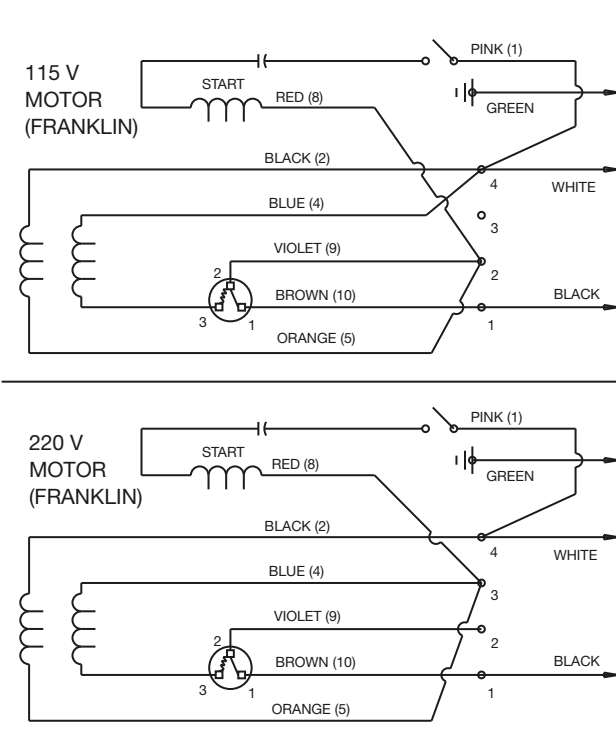 115 V
MOTOR
(FRANKLIN)
START
RED (8)
PINK (1)
GREEN
BLACK (2)
4
WHITE
BLUE (4)
3
VIOLET (9)
2
2
BROWN (10)
BLACK
3
1
1
ORANGE (5)
220 V
MOTOR
(FRANKLIN)
START
RED (8)
PINK (1)
GREEN
BLACK (2)
4
WHITE
BLUE (4)
3
VIOLET (9)
2
2
BROWN (10)
BLACK
3
1
1
ORANGE (5)